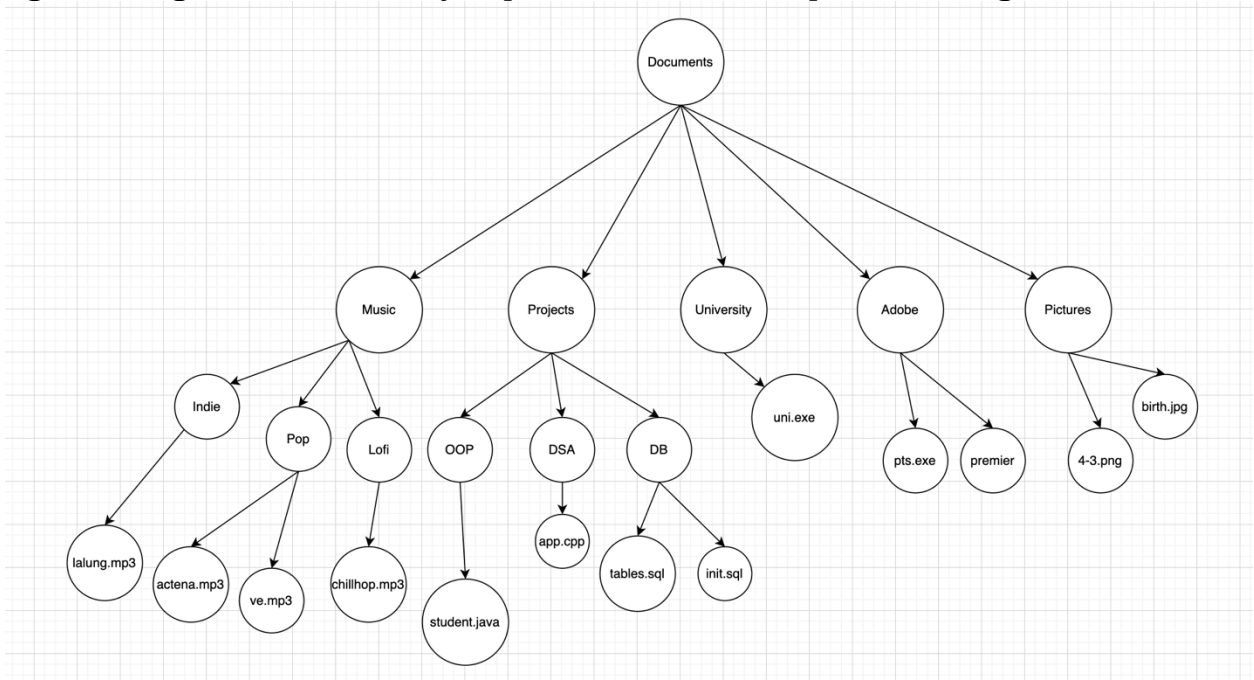 Documents
Music
Projects
University
Adobe
Pictures
Indie
Pop
Lofi
OOP
DSA
DB
uni.exe
pts.exe
premier
4-3.png
birth.jpg
lalung.mp3
actena.mp3
ve.mp3
chillhop.mp3
student.java
app.cpp
tables.sql
init.sql